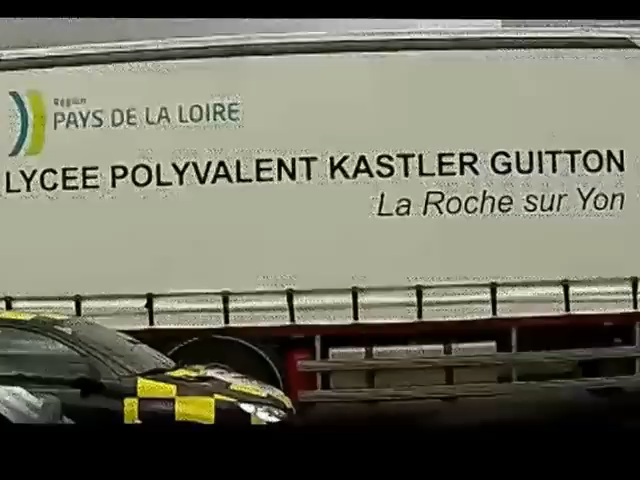 Région
PAYS DE LA LOIRE
LYCEE POLYVALENT KASTLER GUITTON
La Roche sur Yon